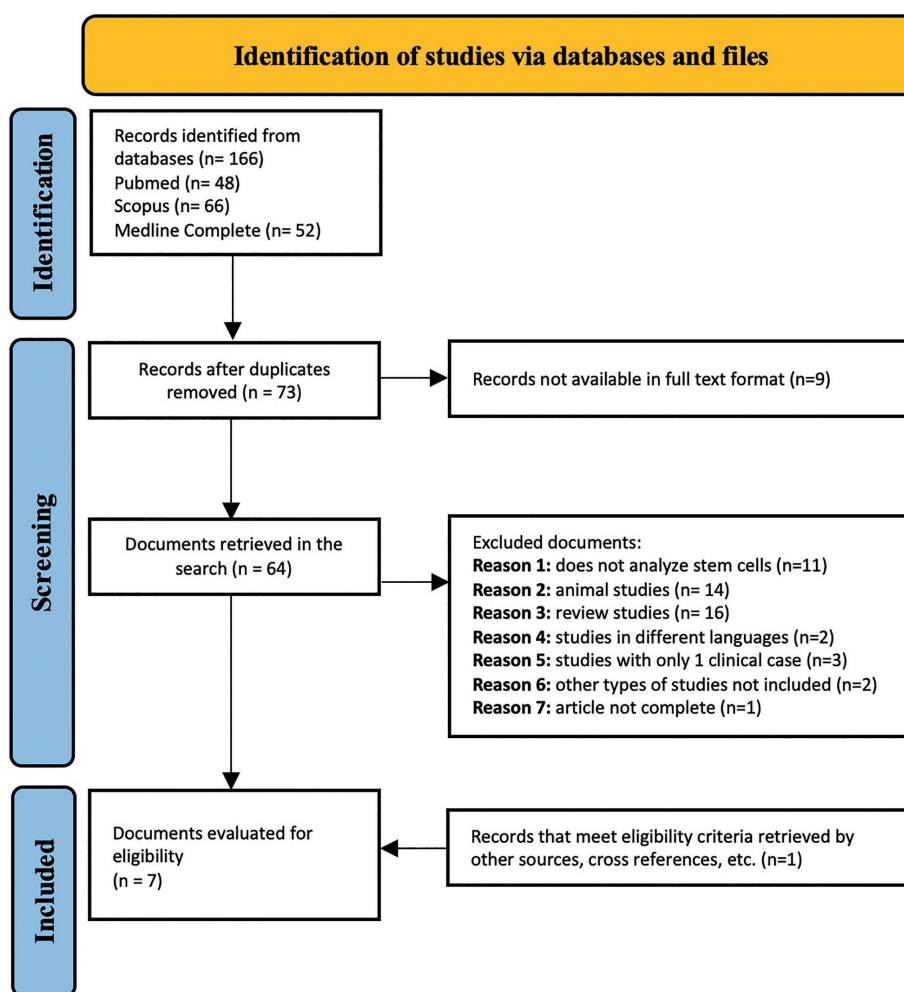 Identification of studies via databases and files
Identification
Records identified from
databases (n= 166)
Pubmed (n= 48)
Scopus (n= 66)
Medline Complete (n= 52)
Screening
Records after duplicates
removed (n = 73)
Records not available in full text format (n=9)
Documents retrieved in the
search (n = 64)
Excluded documents:
Reason 1: does not analyze stem cells (n=11)
Reason 2: animal studies (n= 14)
Reason 3: review studies (n= 16)
Reason 4: studies in different languages (n=2)
Reason 5: studies with only 1 clinical case (n=3)
Reason 6: other types of studies not included (n=2)
Reason 7: article not complete (n=1)
Included
Documents evaluated for
eligibility
(n = 7)
Records that meet eligibility criteria retrieved by
other sources, cross references, etc. (n=1)